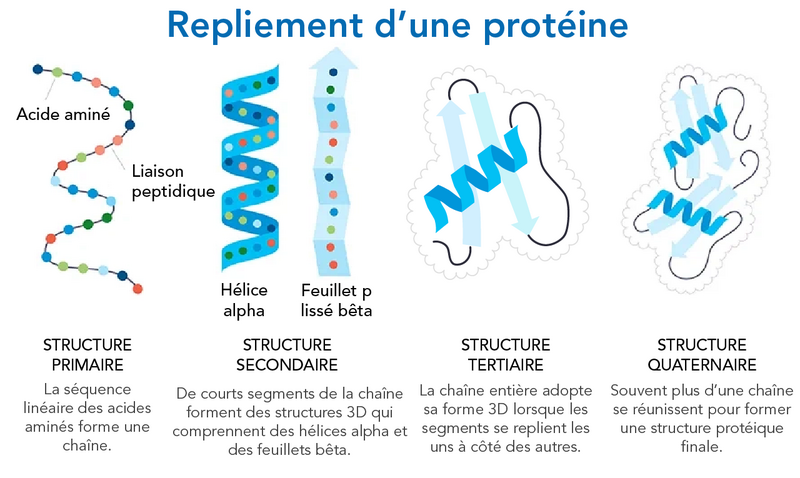 Repliement d’une protéine
Acide aminé
Liaison
peptidique
Hélice
alpha
Feuillet p
lissé bêta
STRUCTURE
PRIMAIRE
La séquence
linéaire des acides
aminés forme une
chaîne.
STRUCTURE
SECONDAIRE
De courts segments de la chaîne
forment des structures 3D qui
comprennent des hélices alpha et
des feuillets bêta.
STRUCTURE
TERTIAIRE
La chaîne entière adopte
sa forme 3D lorsque les
segments se replient les
uns à côté des autres.
STRUCTURE
QUATERNAIRE
Souvent plus d’une chaîne
se réunissent pour former
une structure protéique
finale.